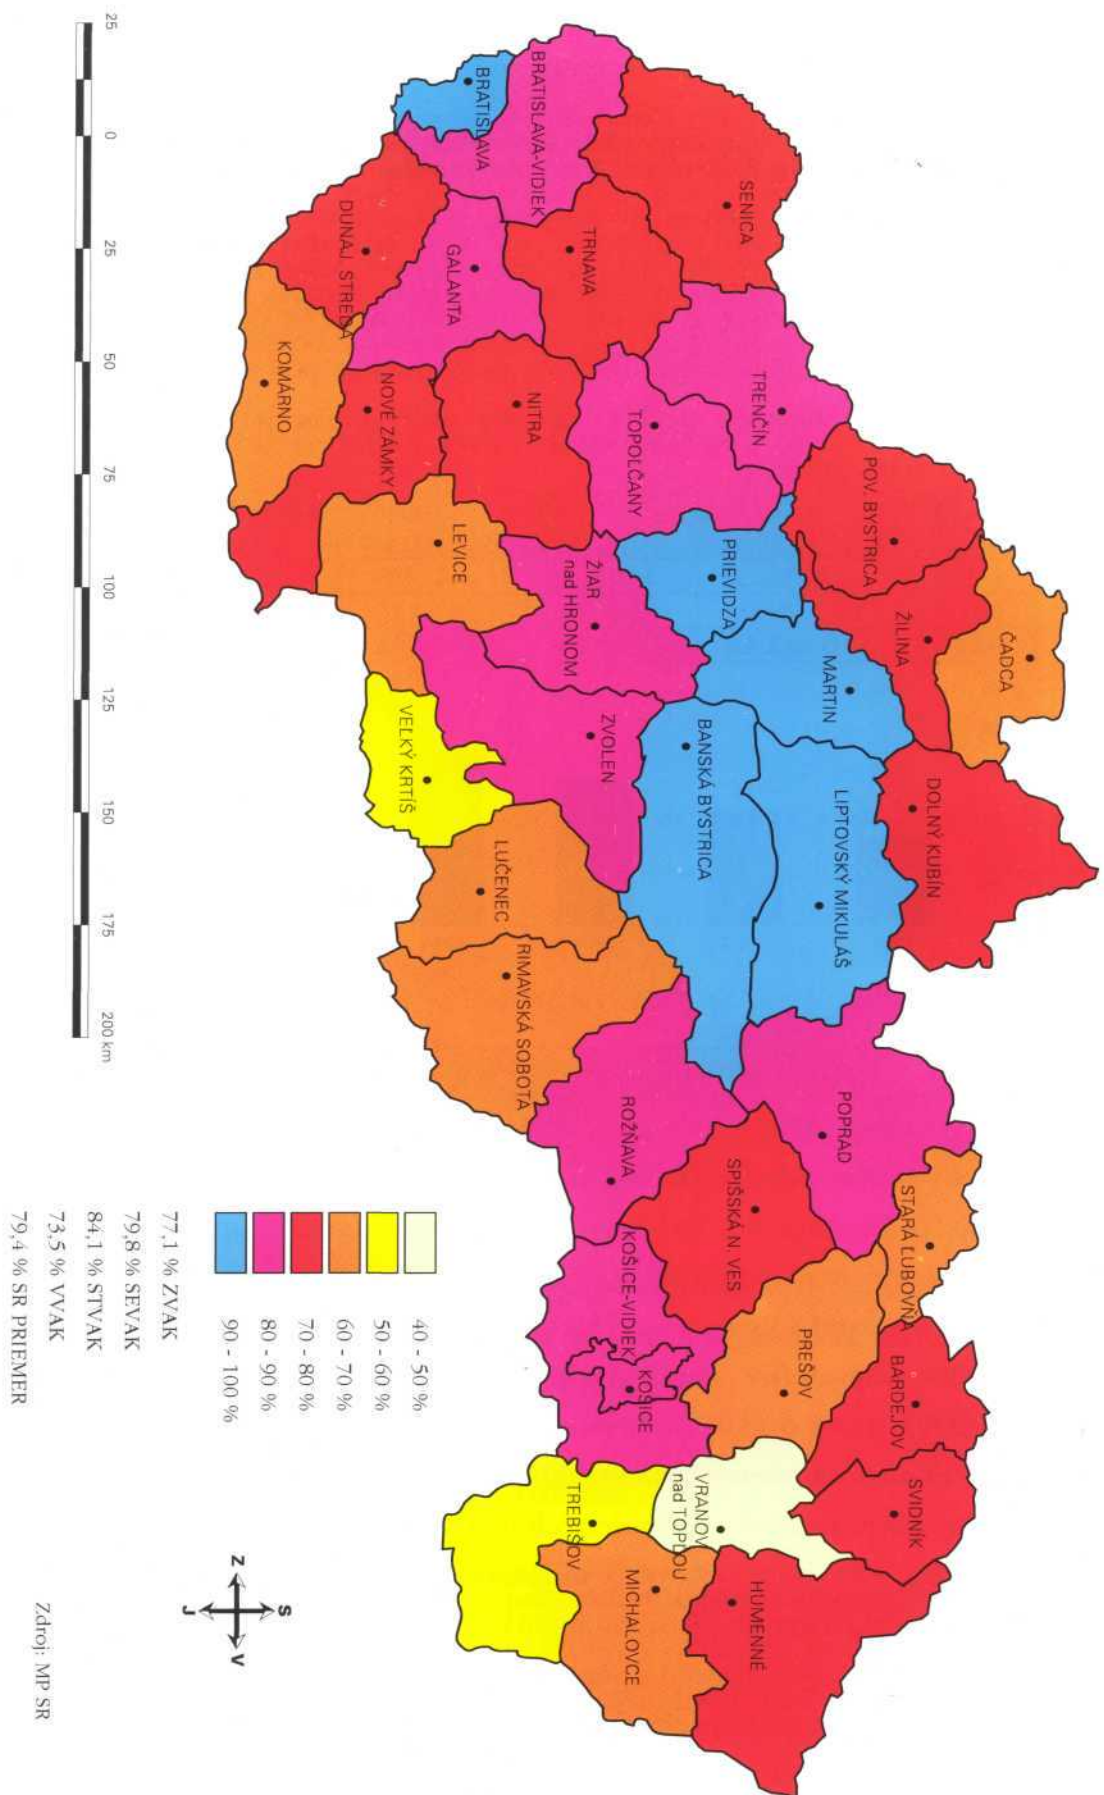 SENICA
BRATISLAVA-VIDIEK
BRATISLAVA
TRNAVA
DUNAJ. STREDA
GALANTA
TRENČÍN
TOPOĽČANY
NITRA
NOVÉ ZÁMKY
KOMÁRNO
POV. BYSTRICA
PRIEVIDZA
ŽIAR
nad HRONOM
LEVICE
ČADCA
ŽILINA
MARTIN
BANSKÁ BYSTRICA
ZVOLEN
VEĽKÝ KRTÍŠ
DOLNÝ KUBÍN
LIPTOVSKÝ MIKULÁŠ
LUČENEC
RIMAVSKÁ SOBOTA
POPRAD
ROŽŇAVA
STARÁ ĽUBOVŇA
SPIŠSKÁ N. VES
KOŠICE-VIDIEK
KOŠICE
PREŠOV
BARDEJOV
SVIDNÍK
VRANOV
nad TOPĽOU
TREBIŠOV
MICHALOVCE
HUMENNÉ
25 0 25 50 75 100 125 150 175 200 km
40 - 50 %
50 - 60 %
60 - 70 %
70 - 80 %
80 - 90 %
90 - 100 %
77,1 % ZVAK
79,8 % SEVAK
84,1 % STVAK
73,5 % VVAK
79,4 % SR PRIEMER
S
Z
V
J
Zdroj: MP SR